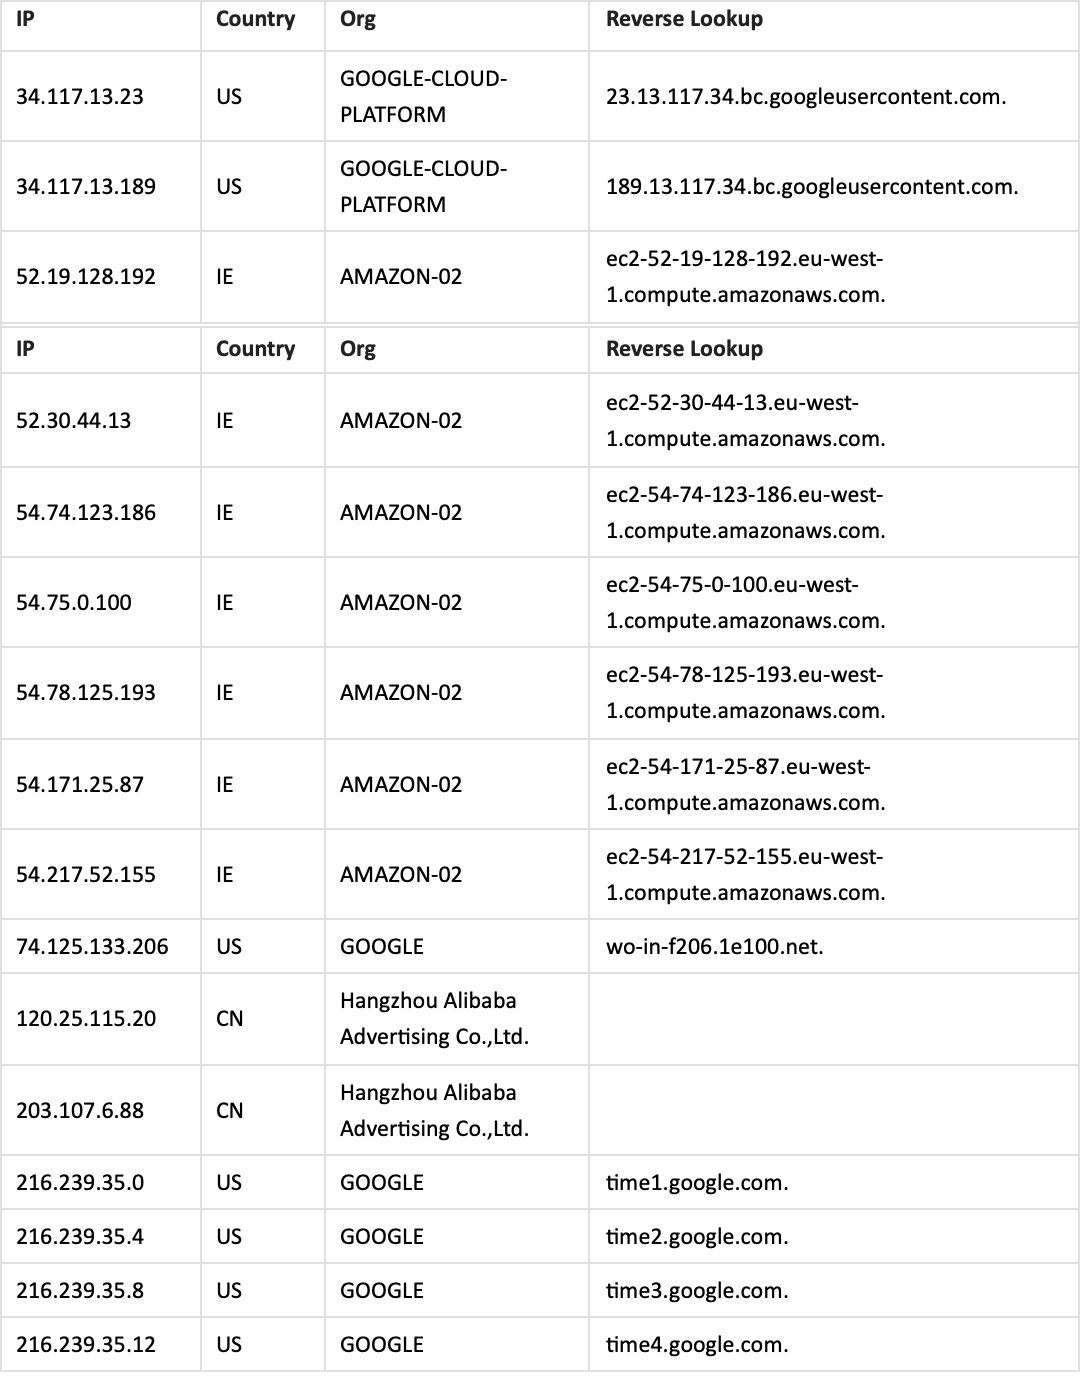 IP Country Org Reverse Lookup
34.117.13.23 US GOOGLE-CLOUD-
PLATFORM 23.13.117.34.bc.googleusercontent.com.
34.117.13.189 US GOOGLE-CLOUD-
PLATFORM 189.13.117.34.bc.googleusercontent.com.
52.19.128.192 IE AMAZON-02 ec2-52-19-128-192.eu-west-
1.compute.amazonaws.com.
IP Country Org Reverse Lookup
52.30.44.13 IE AMAZON-02 ec2-52-30-44-13.eu-west-
1.compute.amazonaws.com.
54.74.123.186 IE AMAZON-02 ec2-54-74-123-186.eu-west-
1.compute.amazonaws.com.
54.75.0.100 IE AMAZON-02 ec2-54-75-0-100.eu-west-
1.compute.amazonaws.com.
54.78.125.193 IE AMAZON-02 ec2-54-78-125-193.eu-west-
1.compute.amazonaws.com.
54.171.25.87 IE AMAZON-02 ec2-54-171-25-87.eu-west-
1.compute.amazonaws.com.
54.217.52.155 IE AMAZON-02 ec2-54-217-52-155.eu-west-
1.compute.amazonaws.com.
74.125.133.206 US GOOGLE wo-in-f206.1e100.net.
120.25.115.20 CN Hangzhou Alibaba
Advertising Co.,Ltd.
203.107.6.88 CN Hangzhou Alibaba
Advertising Co.,Ltd.
216.239.35.0 US GOOGLE time1.google.com.
216.239.35.4 US GOOGLE time2.google.com.
216.239.35.8 US GOOGLE time3.google.com.
216.239.35.12 US GOOGLE time4.google.com.